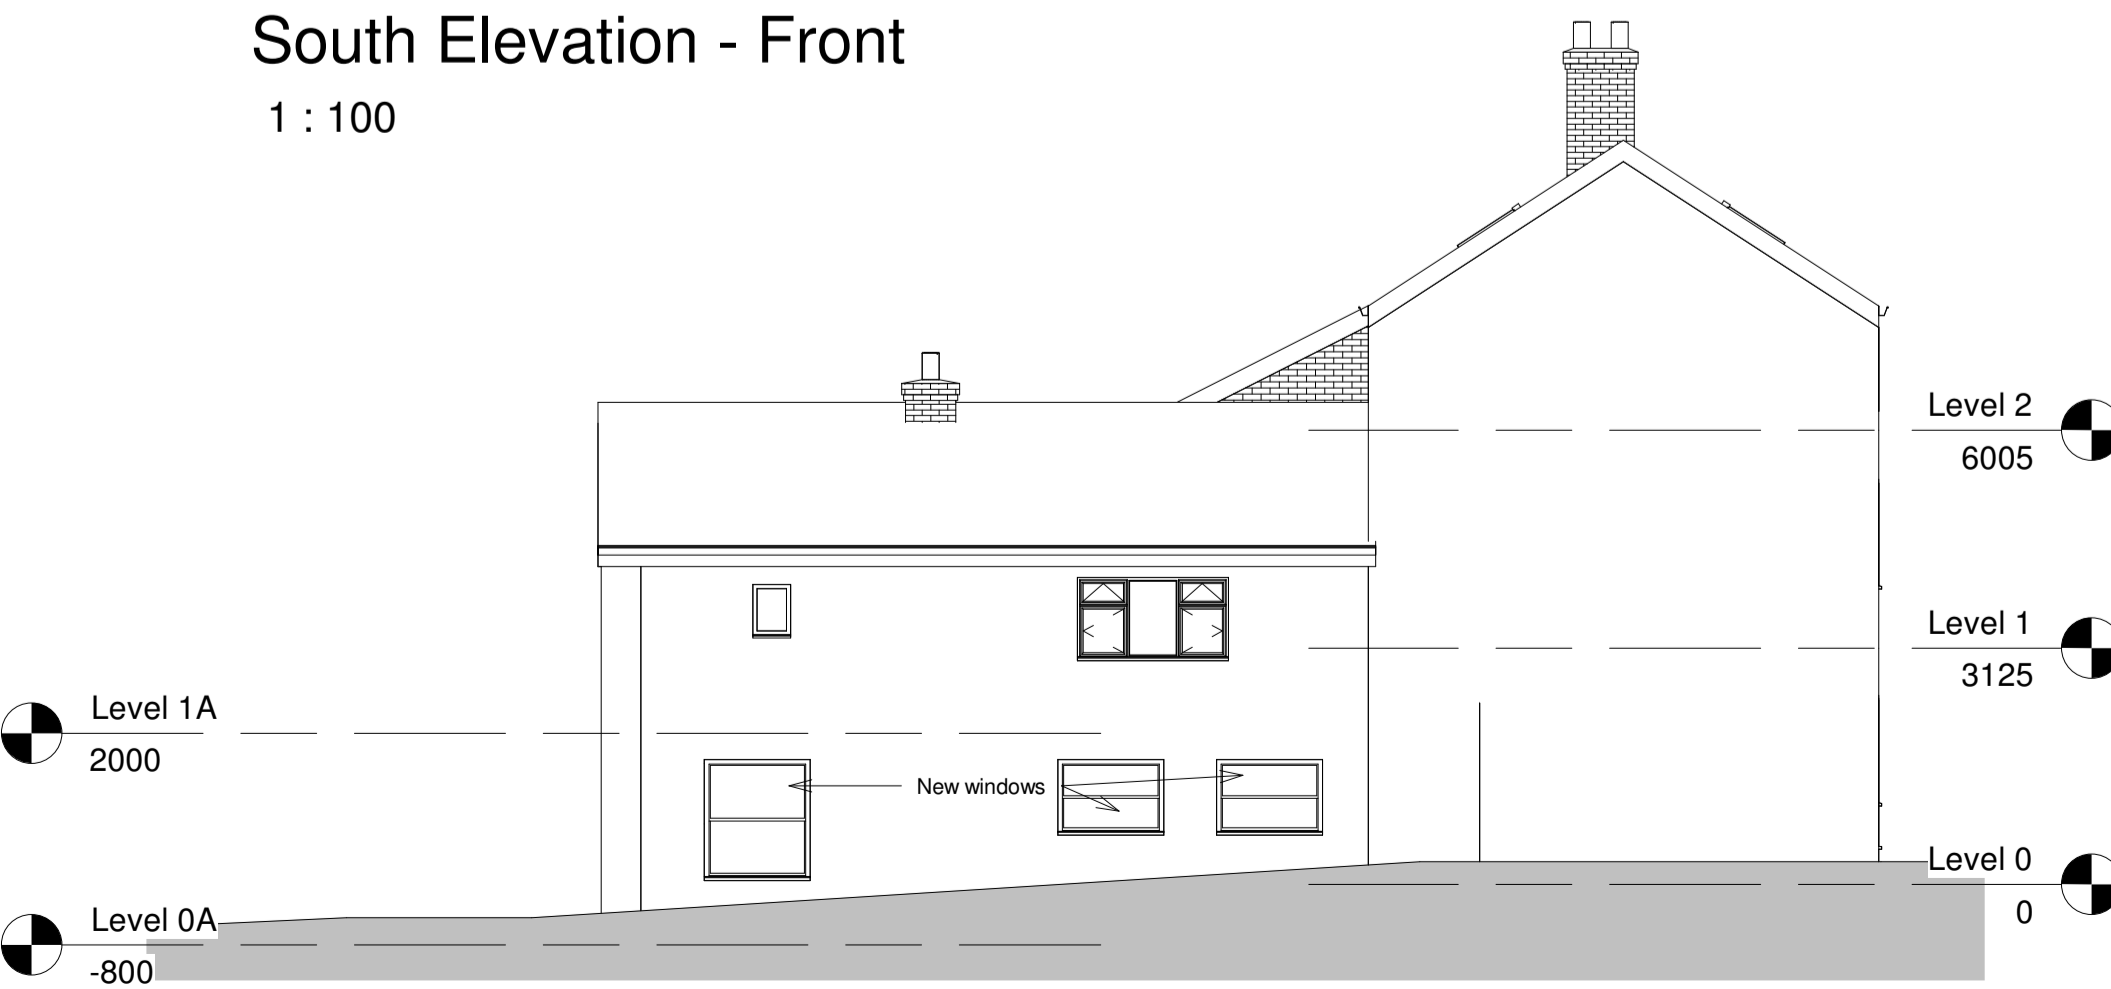 South Elevation - Front
1 : 100
Level 2
6005
Level 1
3125
Level 1A
2000
New windows
Level 0
0
Level 0A
-800